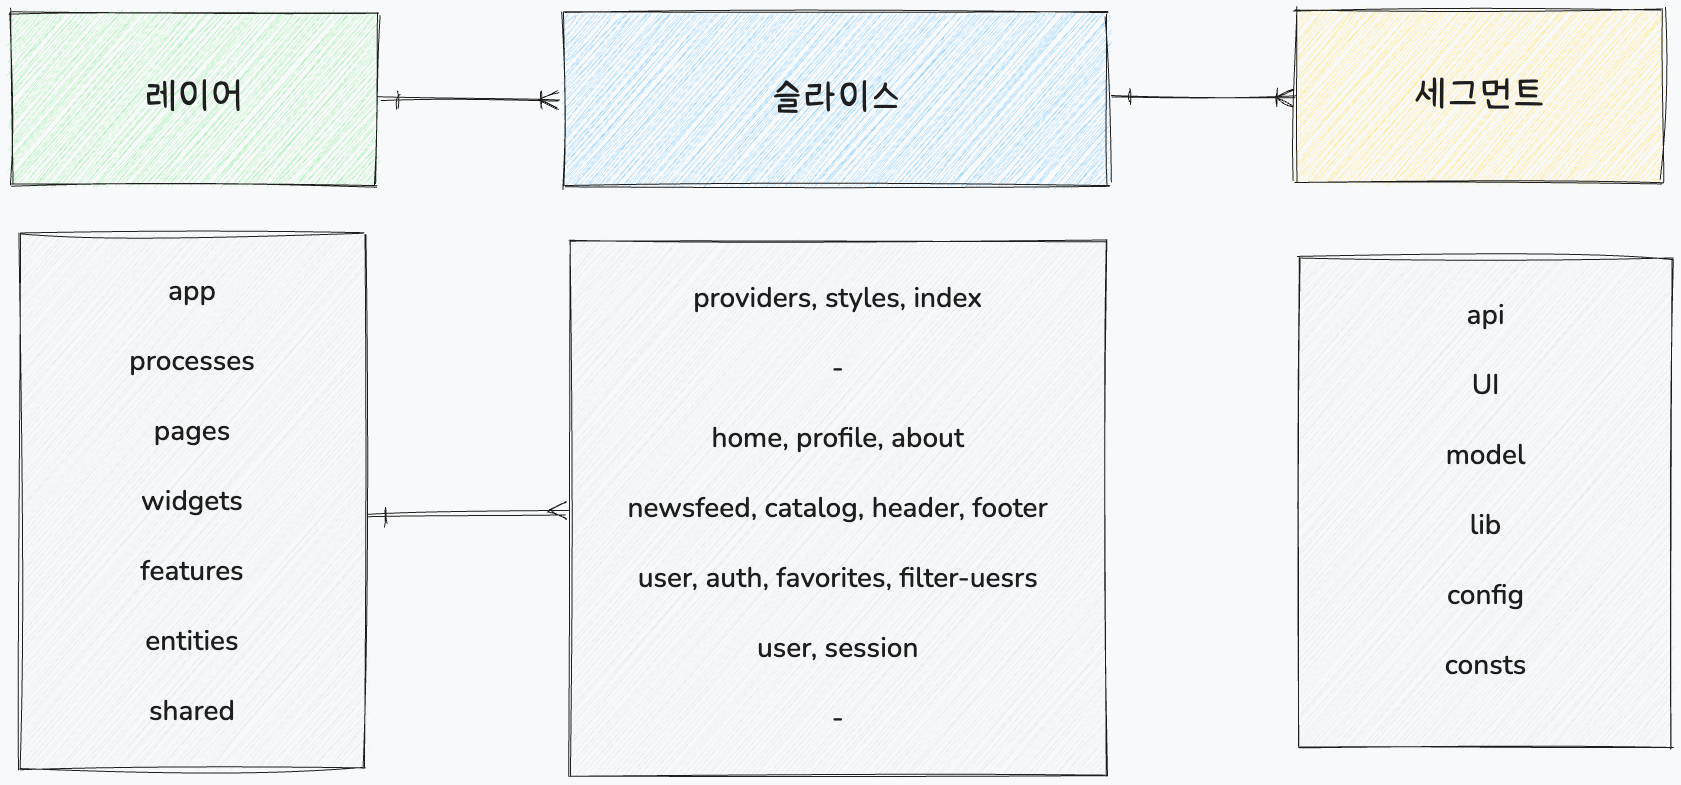 레이어
슬라이스
세그먼트
app
processes
pages
widgets
features
entities
shared
providers, styles, index
-
home, profile, about
newsfeed, catalog, header, footer
user, auth, favorites, filter-uesrs
user, session
-
api
UI
model
lib
config
consts